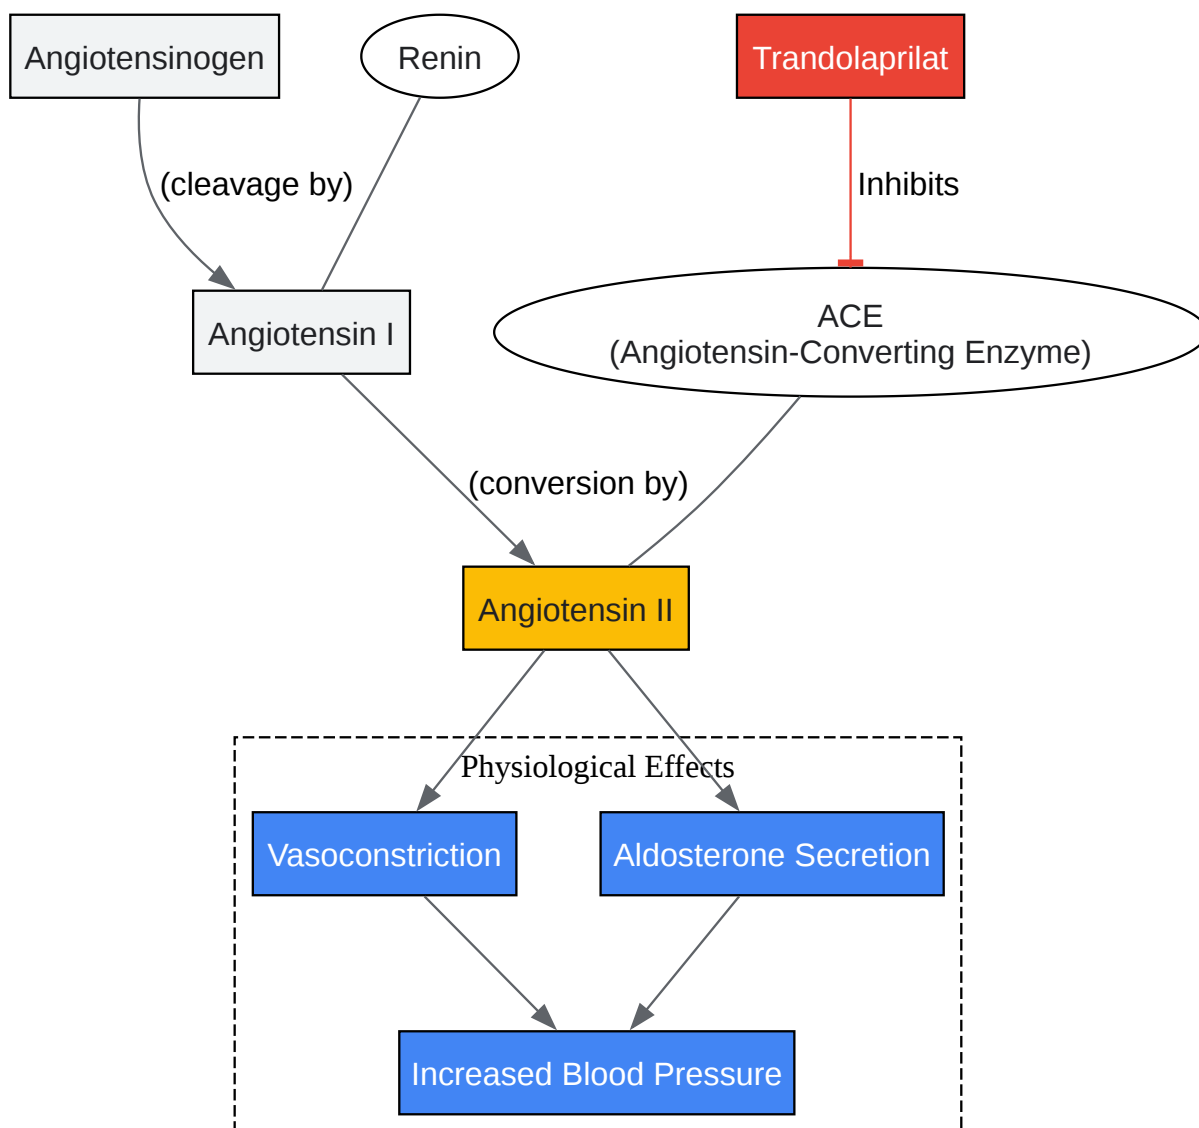 Angiotensinogen
Renin
Trandolaprilat
(cleavage by)
Inhibits
Angiotensin I
ACE
(Angiotensin-Converting Enzyme)
(conversion by)
Angiotensin II
Physiological Effects
Vasoconstriction
Aldosterone Secretion
Increased Blood Pressure